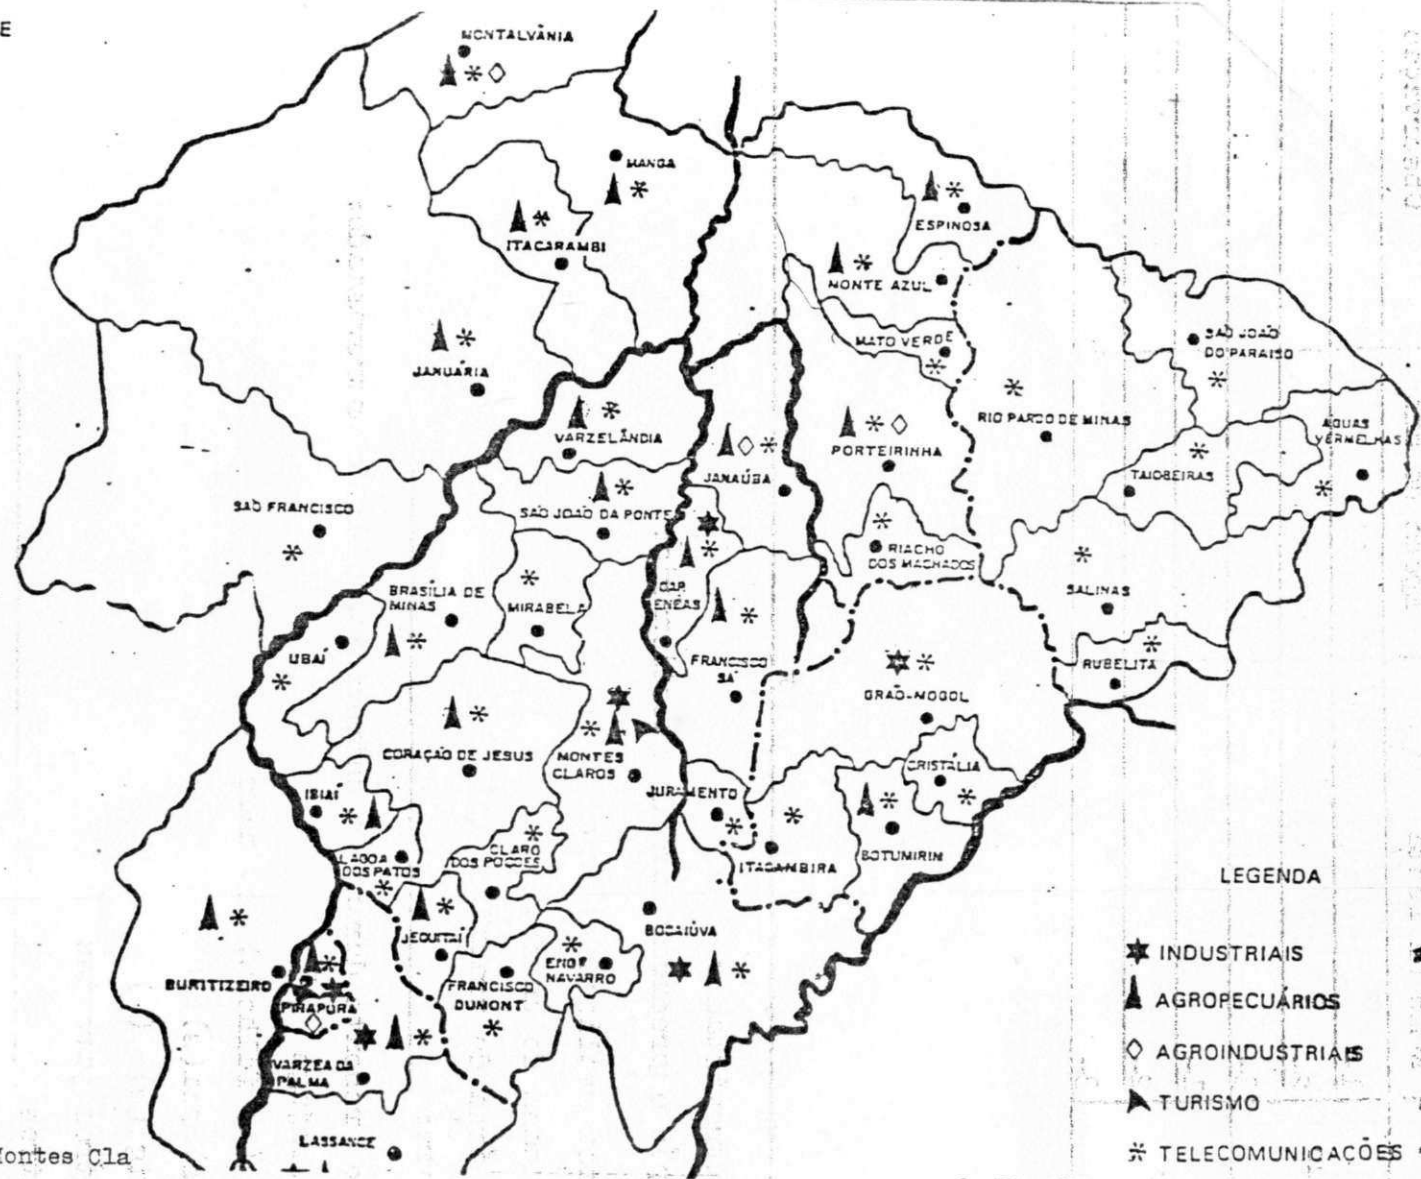 E
MONTALVÂNIA
MANGA
ITACARAMBI
ESPINOSA
MONTE AZUL
MATO VERDE
SÃO JOÃO
DO PARAISO
JANUÁRIA
RIO PARDO DE MINAS
ÁGUAS
VERMELHAS
VARZELÂNDIA
PORTEIRINHA
TAIOBEIRAS
JANAÚBA
SÃO FRANCISCO
SÃO JOÃO DA PONTE
RIACHO
DOS MACHADOS
BRASÍLIA DE
MINAS
MIRABELA
CAP.
ENÉAS
SALINAS
UBAÍ
FRANCISCO
SÁ
RUBELITA
GRÃO-MOGOL
CORAÇÃO DE JESUS
MONTES
CLAROS
CRISTÁLIA
IBIAÍ
JURAMENTO
LAGOA
DOS PATOS
CLARO
DOS POÇÕES
ITACAMBIRA
BOTUMIRIM
JEQUITAÍ
BOCAIÚVA
BURITIZEIRO
PIRAPORA
FRANCISCO
DUMONT
ENGº
NAVARRO
VARZEA DA
PALMA
LASSANCE
LEGENDA
INDUSTRIAIS
AGROPECUÁRIOS
AGROINDUSTRIAIS
TURISMO
TELECOMUNICAÇÕES
Montes Cla